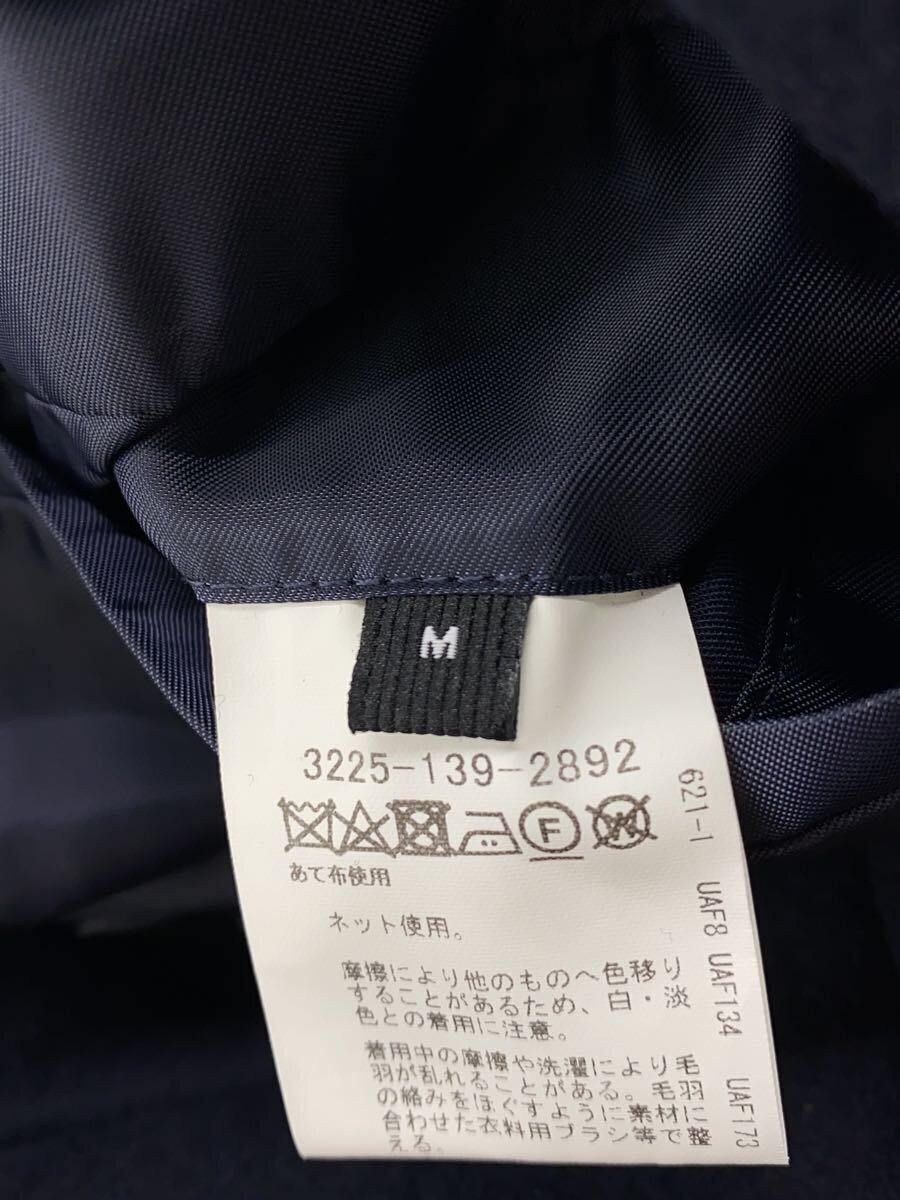 M
3225-139-2892
F
W
あて布使用
ネット使用。
摩擦により他のものへ色移り
することがあるため、白・淡
色との着用に注意。
着用中の摩擦や洗濯により毛
羽が乱れることがある。毛羽
の絡みをほぐすように素材に
合わせた衣料用ブラシ等で整
える。
621-1 UAF8 UAF134 UAF173